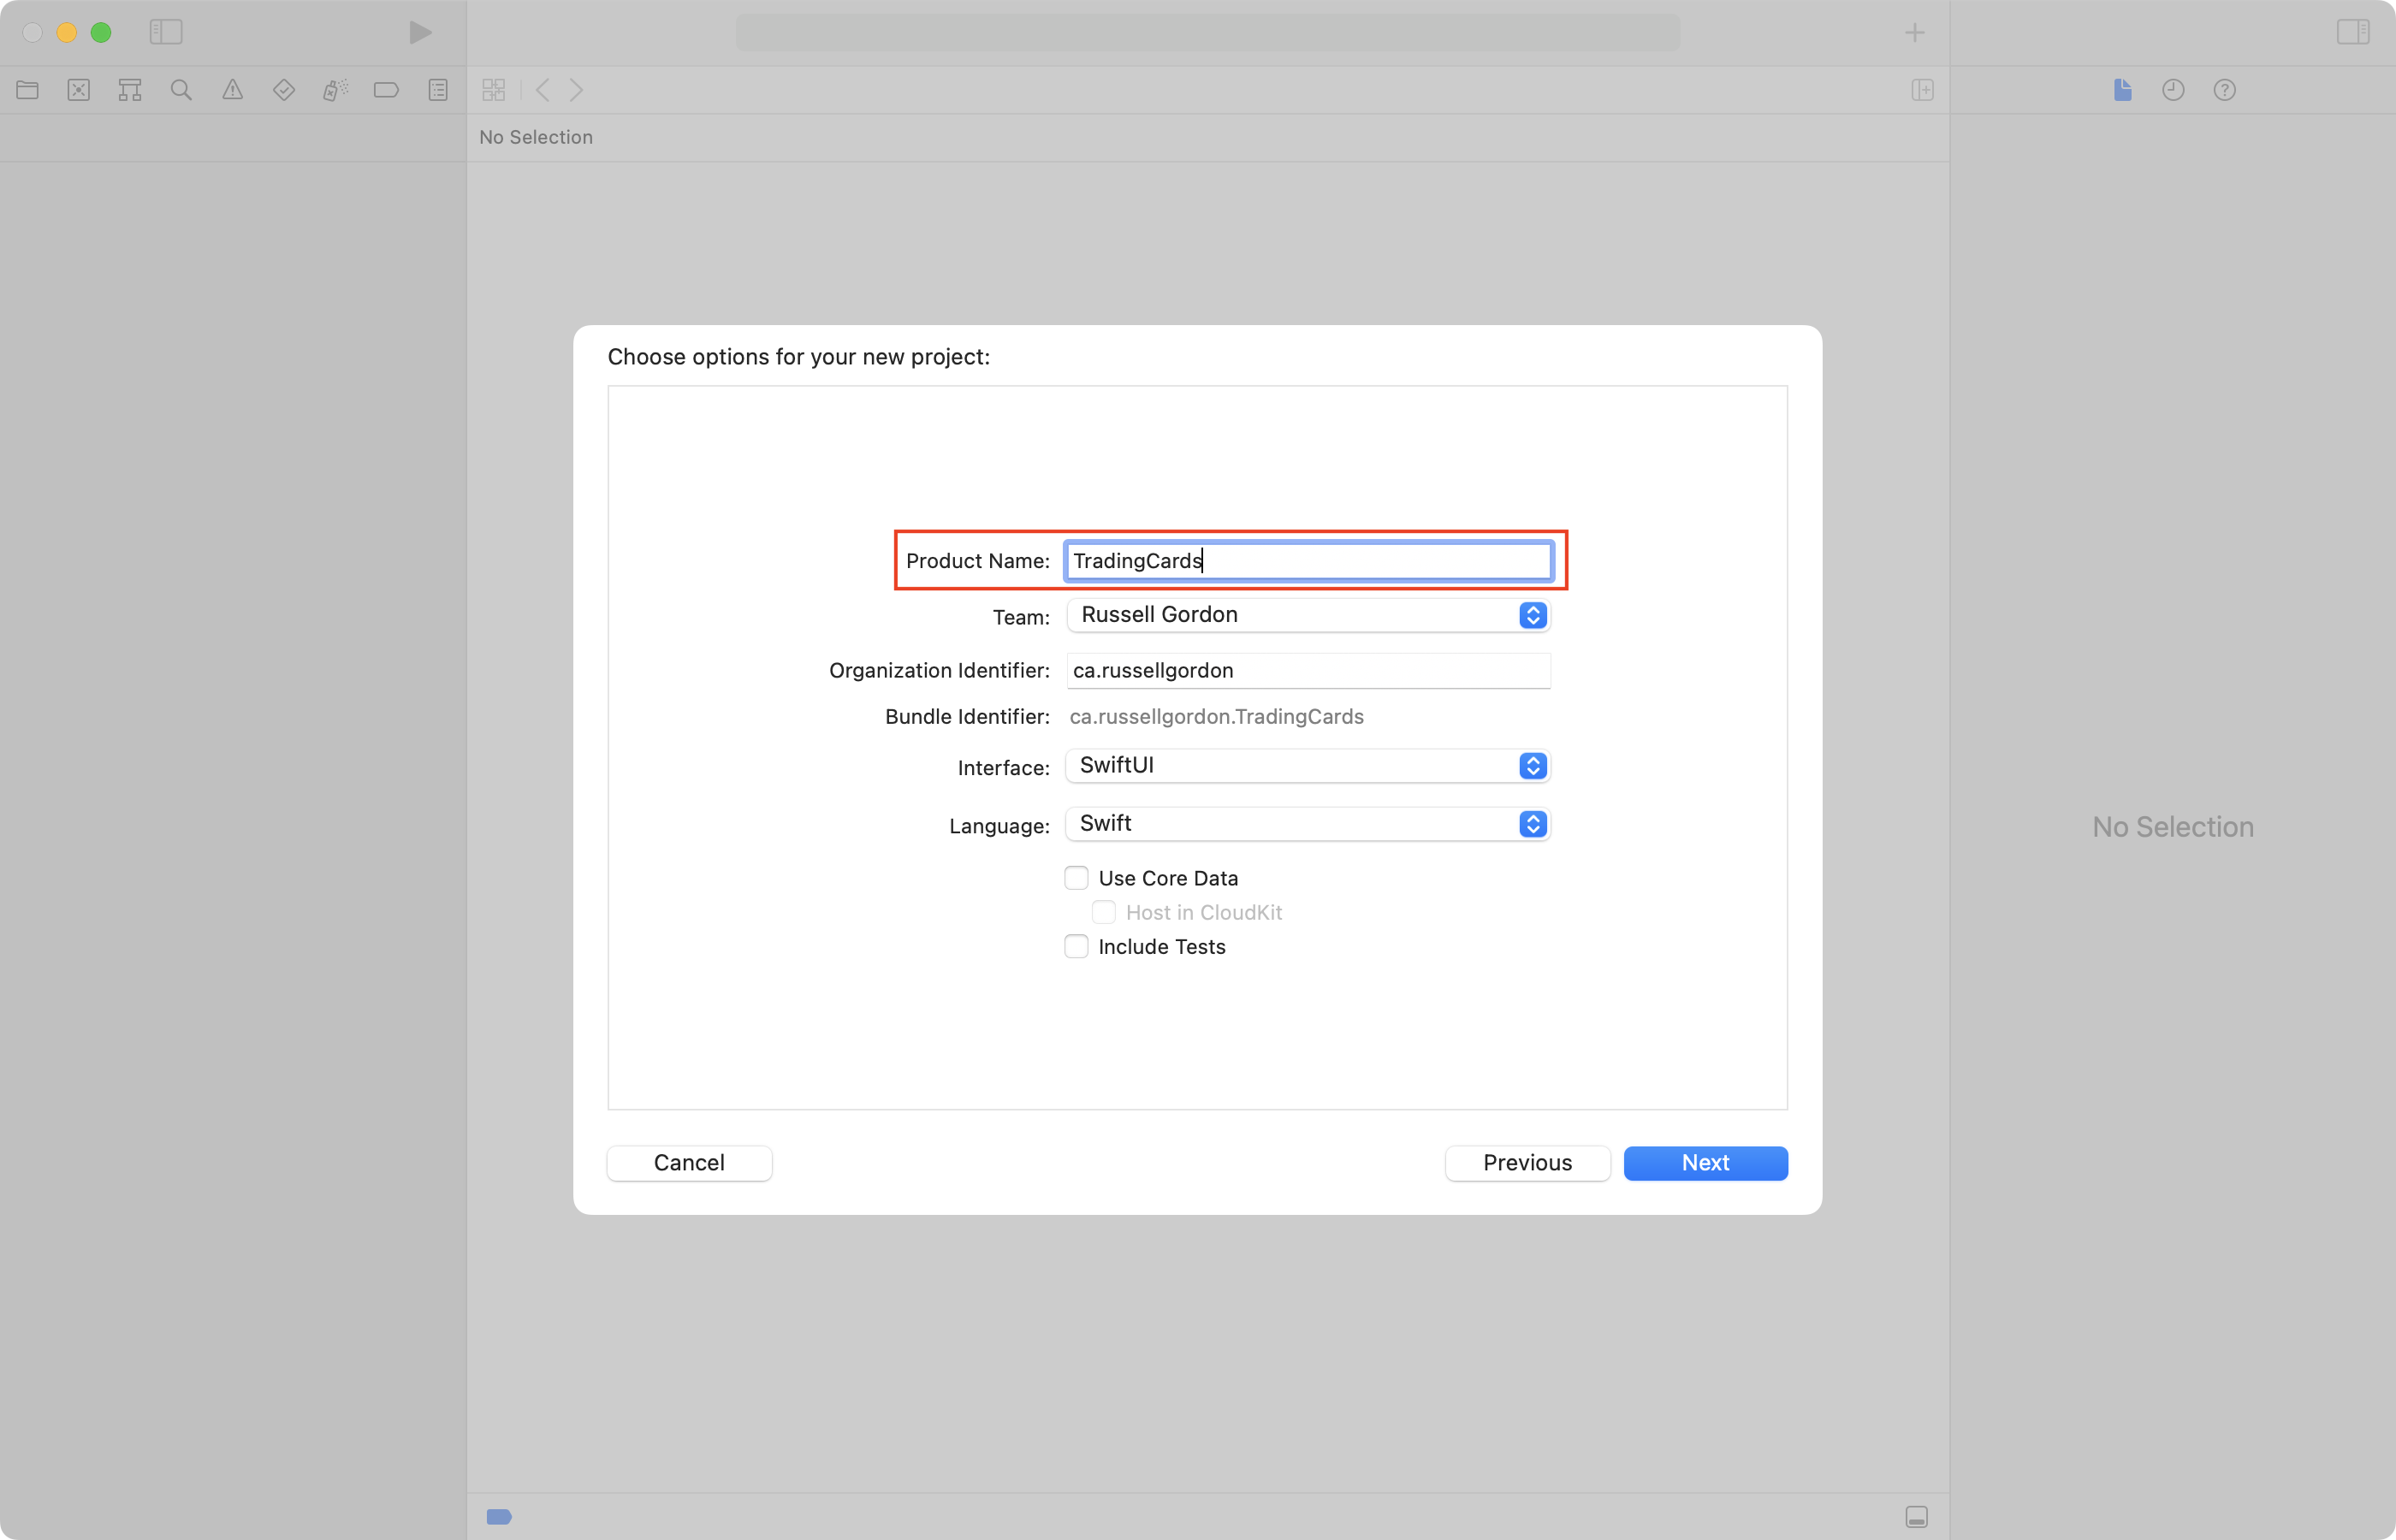 No Selection
Choose options for your new project:
Product Name: TradingCards
Team: Russell Gordon
Organization Identifier: ca.russellgordon
Bundle Identifier: ca.russellgordon.TradingCards
Interface: SwiftUI
Language: Swift
Use Core Data
Host in CloudKit
Include Tests
Cancel Previous Next
No Selection